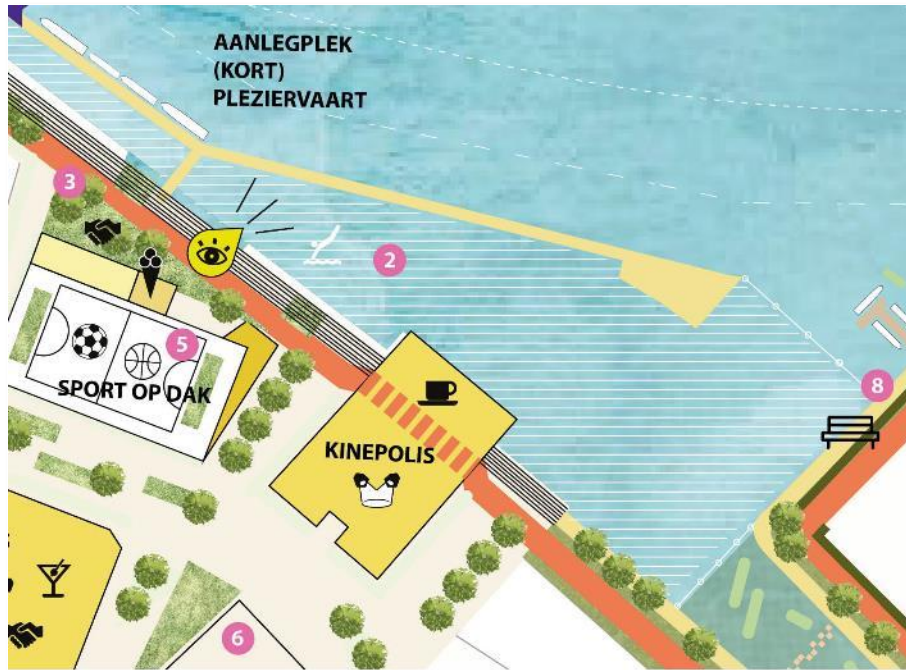 AANLEGPLEK
(KORT)
PLEZIERVAART
3
2
5
SPORT OP DAK
8
KINEPOLIS
6